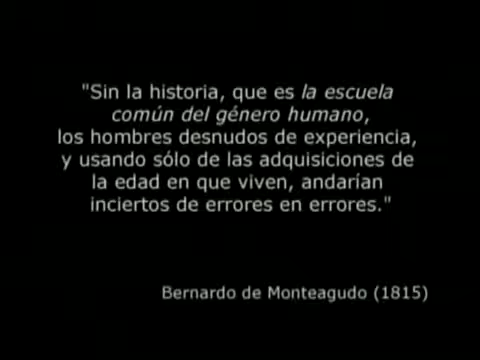 "Sin la historia, que es la escuela
común del género humano,
los hombres desnudos de experiencia,
y usando sólo de las adquisiciones de
la edad en que viven, andarían
inciertos de errores en errores."
Bernardo de Monteagudo (1815)